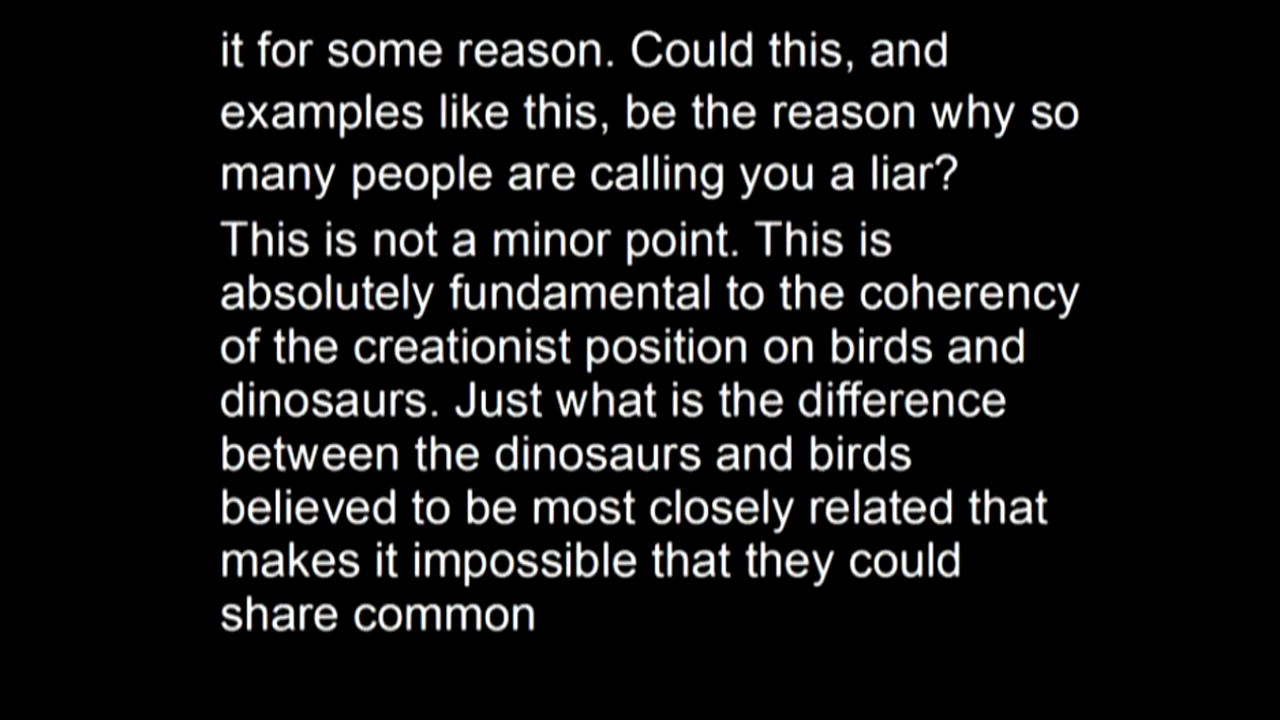 it for some reason. Could this, and
examples like this, be the reason why so
many people are calling you a liar?
This is not a minor point. This is
absolutely fundamental to the coherency
of the creationist position on birds and
dinosaurs. Just what is the difference
between the dinosaurs and birds
believed to be most closely related that
makes it impossible that they could
share common